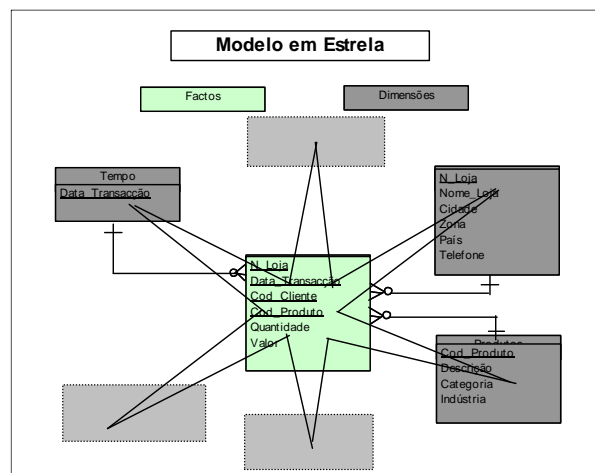 Modelo em Estrela
Factos
Dimensões
Tempo
Data_Transacção
N_Loja
Nome_Loja
Cidade
Zona
País
Telefone
N_Loja
Data_Transacção
Cod_Cliente
Cod_Produto
Quantidade
Valor
Produtos
Cod_Produto
Descrição
Categoria
Indústria